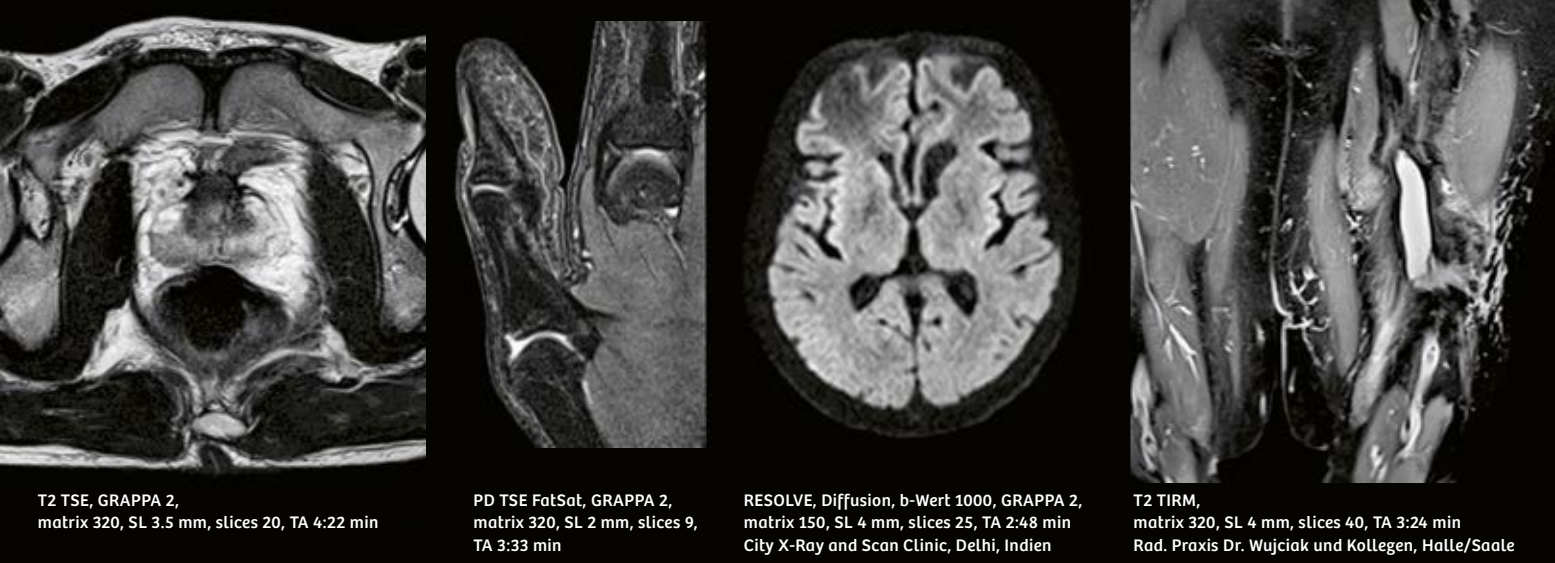 T2 TSE, GRAPPA 2,
matrix 320, SL 3.5 mm, slices 20, TA 4:22 min
PD TSE FatSat, GRAPPA 2,
matrix 320, SL 2 mm, slices 9,
TA 3:33 min
RESOLVE, Diffusion, b-Wert 1000, GRAPPA 2,
matrix 150, SL 4 mm, slices 25, TA 2:48 min
City X-Ray and Scan Clinic, Delhi, Indien
T2 TIRM,
matrix 320, SL 4 mm, slices 40, TA 3:24 min
Rad. Praxis Dr. Wujciak und Kollegen, Halle/Saale